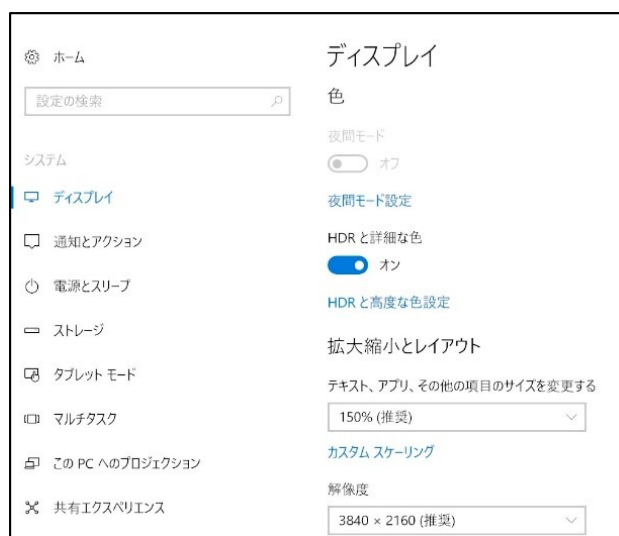 ホーム
設定の検索
システム
ディスプレイ
通知とアクション
電源とスリープ
ストレージ
タブレット モード
マルチタスク
この PC へのプロジェクション
共有エクスペリエンス
ディスプレイ
色
夜間モード
オフ
夜間モード設定
HDR と詳細な色
オン
HDR と高度な色設定
拡大縮小とレイアウト
テキスト、アプリ、その他の項目のサイズを変更する
150% (推奨)
カスタム スケーリング
解像度
3840 × 2160 (推奨)